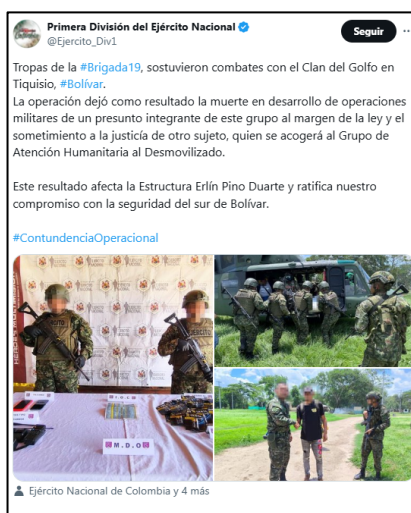 Primera División del Ejército Nacional
@Ejercito_Div1
Seguir
Tropas de la #Brigada19, sostuvieron combates con el Clan del Golfo en
Tiquisio, #Bolívar.
La operación dejó como resultado la muerte en desarrollo de operaciones
militares de un presunto integrante de este grupo al margen de la ley y el
sometimiento a la justicía de otro sujeto, quien se acogerá al Grupo de
Atención Humanitaria al Desmovilizado.
Este resultado afecta la Estructura Erlín Pino Duarte y ratifica nuestro
compromiso con la seguridad del sur de Bolívar.
#ContundenciaOperacional
EJÉRCITO
M.D.O
Ejército Nacional de Colombia y 4 más